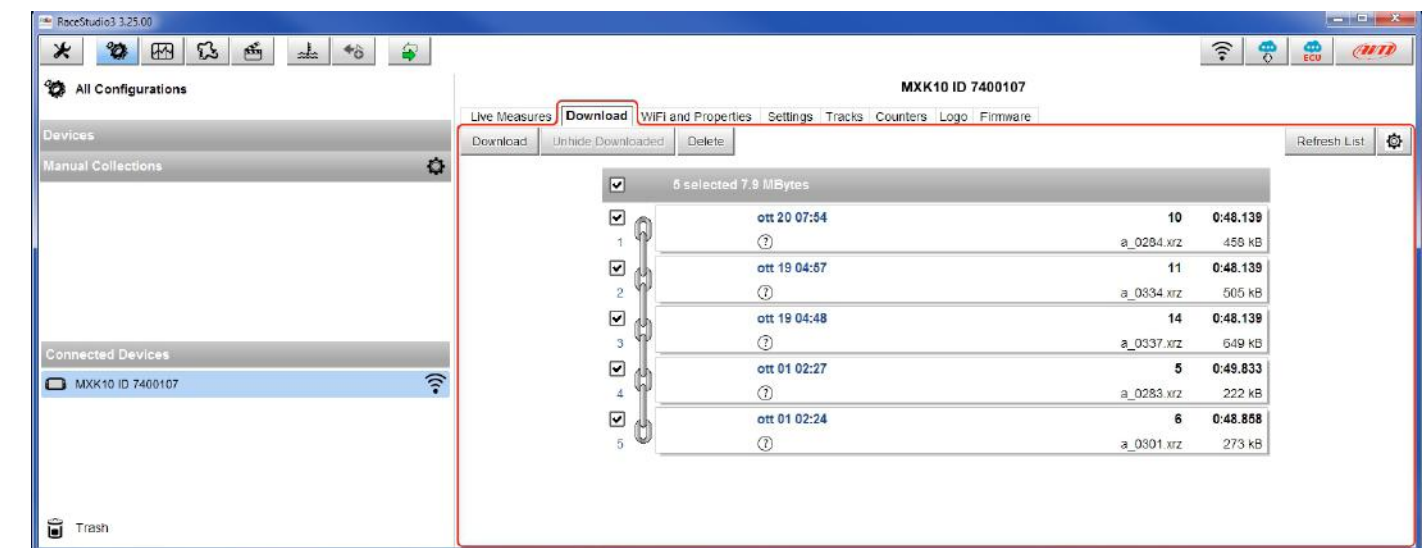 RaceStudio3 3.25.00
ECU
All Configurations
MXK10 ID 7400107
Live Measures Download WiFi and Properties Settings Tracks Counters Logo Firmware
Devices
Download Unhide Downloaded Delete Refresh List
Manual Collections
5 selected 7.9 MBytes
ott 20 07:54 10 0:48.139
1 ? a_0284.xrz 458 kB
ott 19 04:57 11 0:48.139
2 ? a_0334.xrz 505 kB
ott 19 04:48 14 0:48.139
3 ? a_0337.xrz 649 kB
Connected Devices
ott 01 02:27 5 0:49.833
MXK10 ID 7400107
4 ? a_0283.xrz 222 kB
ott 01 02:24 6 0:48.858
5 ? a_0301.xrz 273 kB
Trash